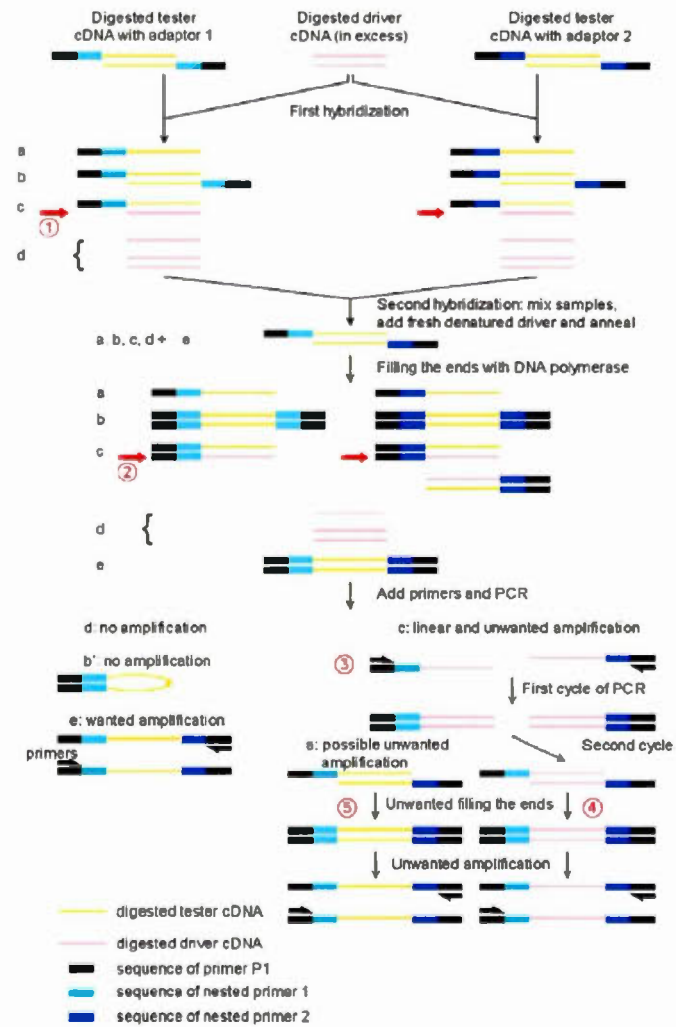 Digested tester
cDNA with adaptor 1
Digested driver
cDNA (in excess)
Digested tester
cDNA with adaptor 2
First hybridization
a
b
c
①
d {
{
Second hybridization: mix samples,
add fresh denatured driver and anneal
a, b, c, d + e
Filling the ends with DNA polymerase
a
b
c
②
d {
e
Add primers and PCR
d: no amplification
c: linear and unwanted amplification
b': no amplification
③
First cycle of PCR
e: wanted amplification
primers
a: possible unwanted
amplification
Second cycle
⑤
Unwanted filling the ends
④
Unwanted amplification
digested tester cDNA
digested driver cDNA
sequence of primer P1
sequence of nested primer 1
sequence of nested primer 2